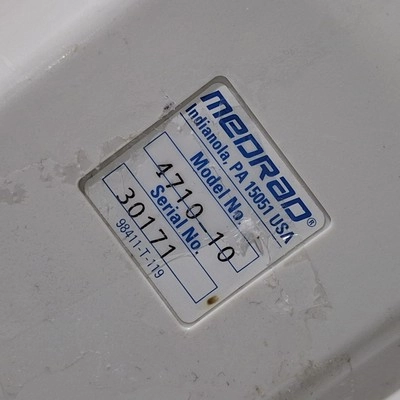 MEDRAD®
Indianola, PA 15051 USA
Model No.
4710 10
Serial No.
30171
98411-T-119